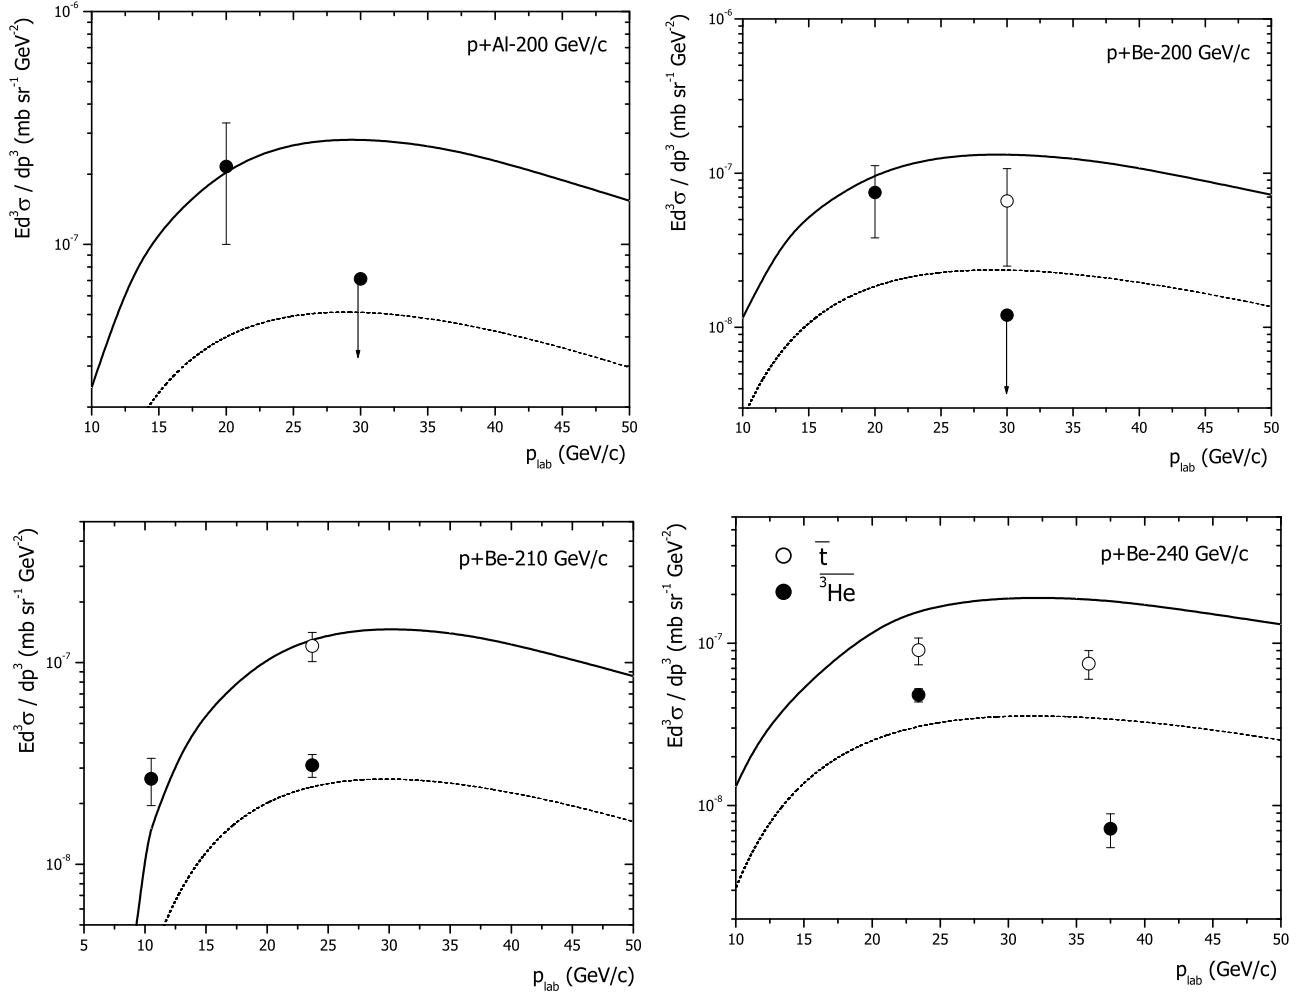 p+Al-200 GeV/c
Ed³σ / dp³ (mb sr⁻¹ GeV⁻²)
10⁻⁶
10⁻⁷
10 15 20 25 30 35 40 45 50
p_lab (GeV/c)
p+Be-200 GeV/c
Ed³σ / dp³ (mb sr⁻¹ GeV⁻²)
10⁻⁶
10⁻⁷
10⁻⁸
10 15 20 25 30 35 40 45 50
p_lab (GeV/c)
p+Be-210 GeV/c
Ed³σ / dp³ (mb sr⁻¹ GeV⁻²)
10⁻⁷
10⁻⁸
5 10 15 20 25 30 35 40 45 50
p_lab (GeV/c)
p+Be-240 GeV/c
t̅
³H̅e̅
Ed³σ / dp³ (mb sr⁻¹ GeV⁻²)
10⁻⁷
10⁻⁸
10 15 20 25 30 35 40 45 50
p_lab (GeV/c)